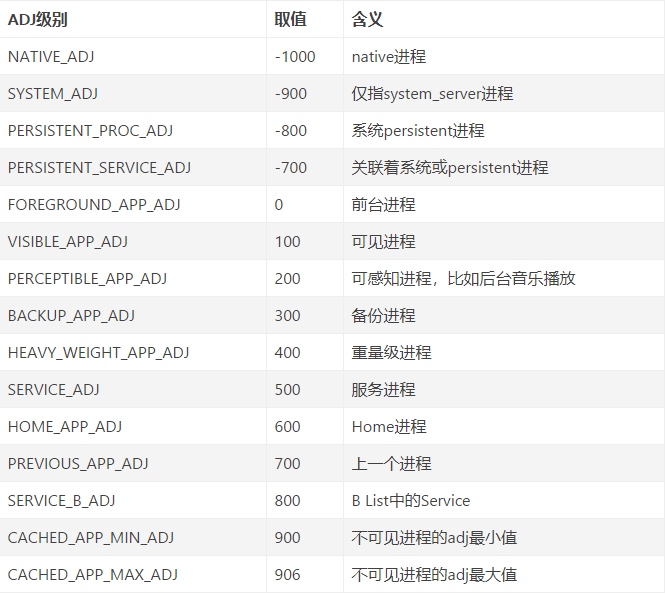 ADJ级别 取值 含义
NATIVE_ADJ -1000 native进程
SYSTEM_ADJ -900 仅指system_server进程
PERSISTENT_PROC_ADJ -800 系统persistent进程
PERSISTENT_SERVICE_ADJ -700 关联着系统或persistent进程
FOREGROUND_APP_ADJ 0 前台进程
VISIBLE_APP_ADJ 100 可见进程
PERCEPTIBLE_APP_ADJ 200 可感知进程，比如后台音乐播放
BACKUP_APP_ADJ 300 备份进程
HEAVY_WEIGHT_APP_ADJ 400 重量级进程
SERVICE_ADJ 500 服务进程
HOME_APP_ADJ 600 Home进程
PREVIOUS_APP_ADJ 700 上一个进程
SERVICE_B_ADJ 800 B List中的Service
CACHED_APP_MIN_ADJ 900 不可见进程的adj最小值
CACHED_APP_MAX_ADJ 906 不可见进程的adj最大值